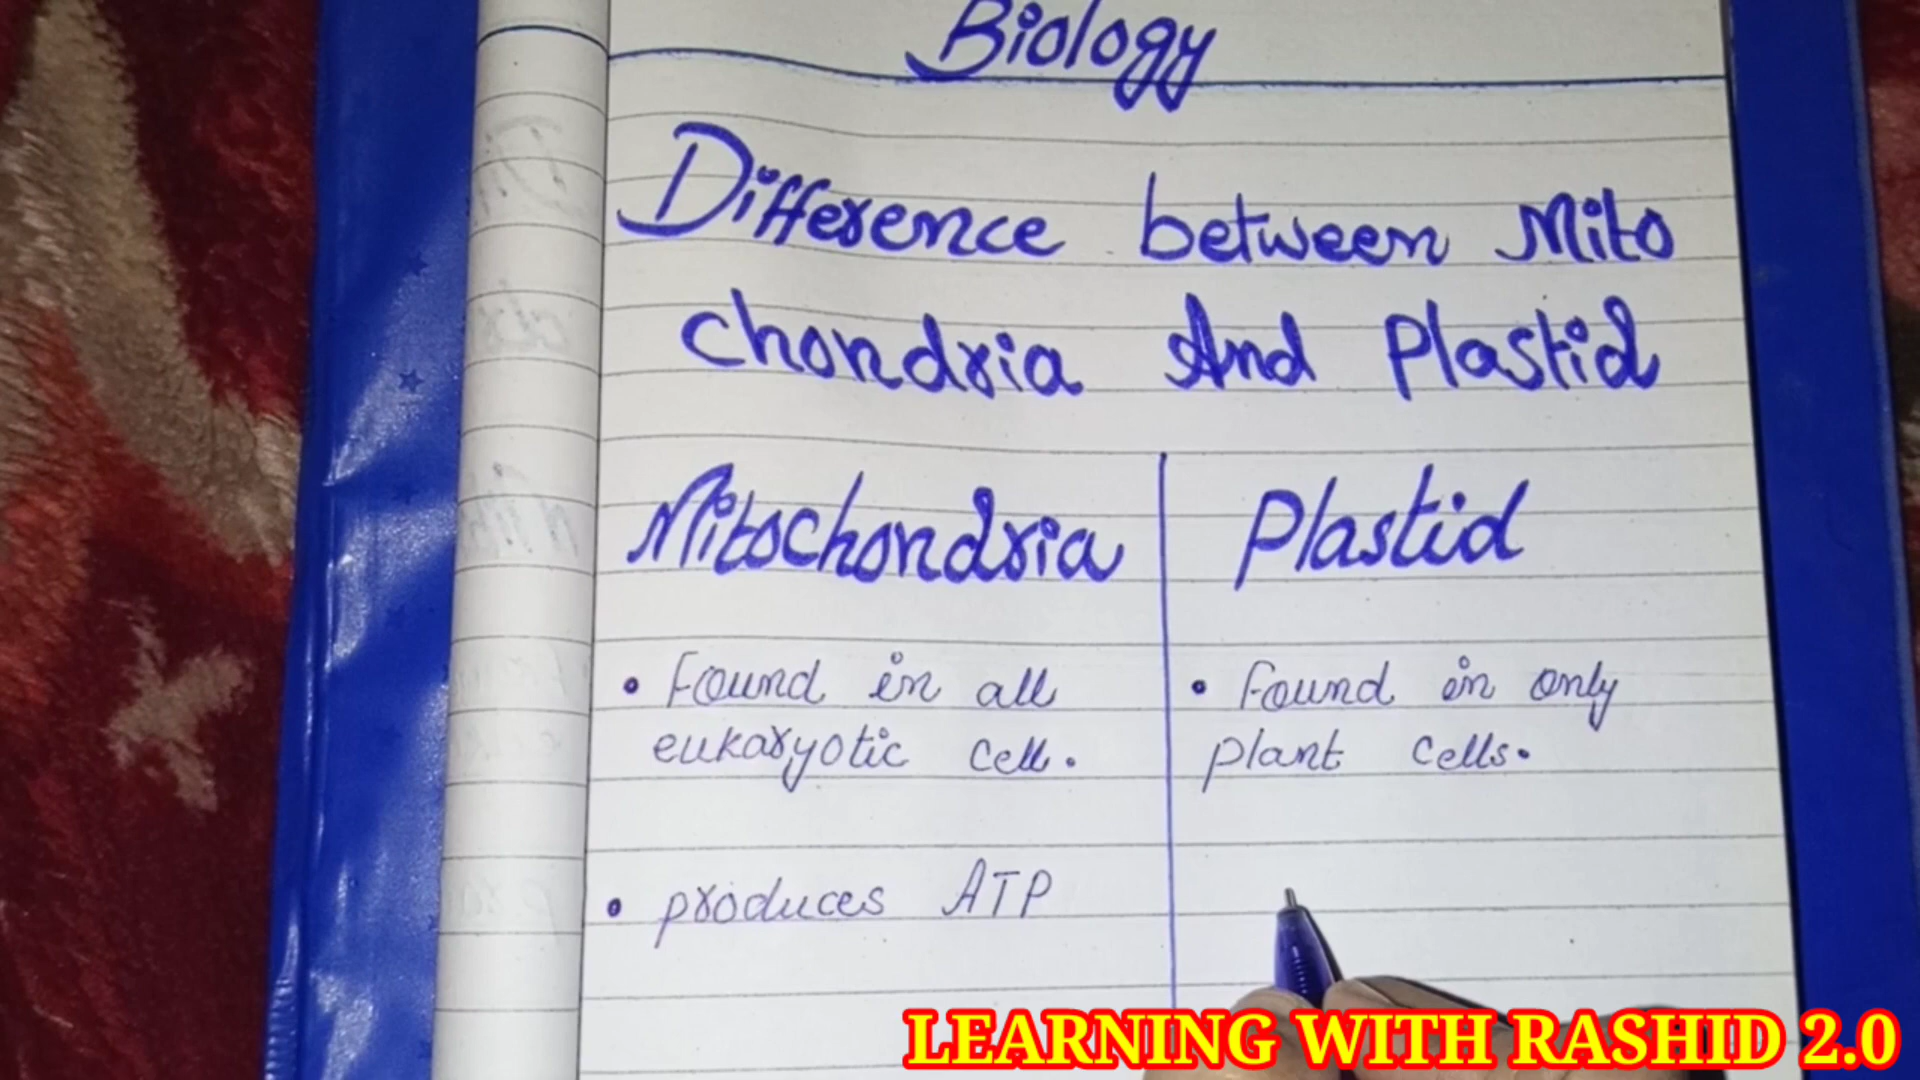 Biology
Difference between Mito
chondria And Plastid
Mitochondria
Plastid
• Found in all
eukaryotic cell.
• Found in only
plant cells.
• produces ATP
LEARNING WITH RASHID 2.0